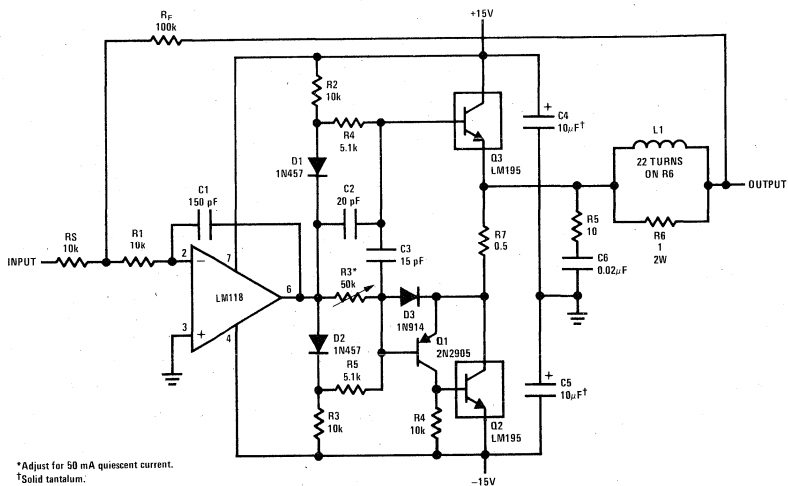 RF
100k
+15V
R2
10k
R4
5.1k
Q3
LM195
+
C4
10µF†
L1
22 TURNS
ON R6
OUTPUT
D1
1N457
C1
150 pF
C2
20 pF
R7
0.5
R5
10
R6
1
2W
RS
10k
R1
10k
C3
15 pF
C6
0.02µF
INPUT
2
–
7
LM118
6
R3*
50k
3
+
4
D3
1N914
D2
1N457
Q1
2N2905
R5
5.1k
+
C5
10µF†
R3
10k
R4
10k
Q2
LM195
–15V
*Adjust for 50 mA quiescent current.
†Solid tantalum.